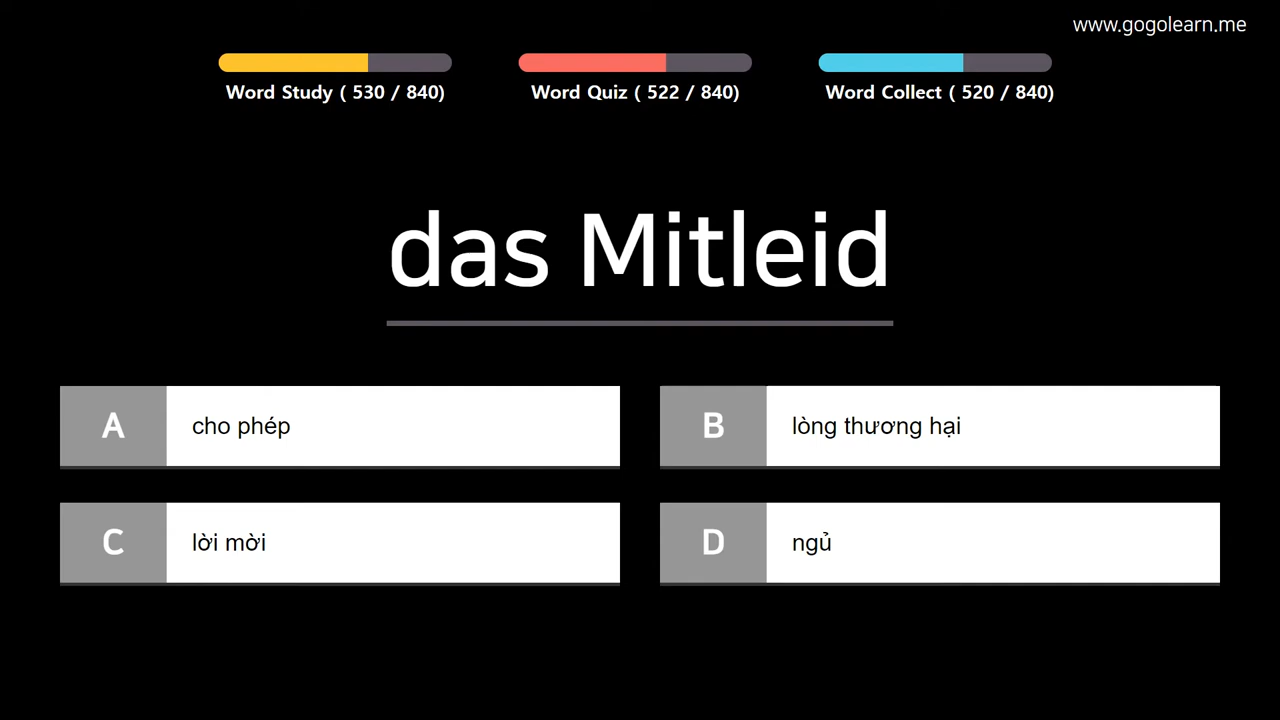 www.gogolearn.me
Word Study ( 530 / 840)
Word Quiz ( 522 / 840)
Word Collect ( 520 / 840)
das Mitleid
A cho phép
B lòng thương hại
C lời mời
D ngủ